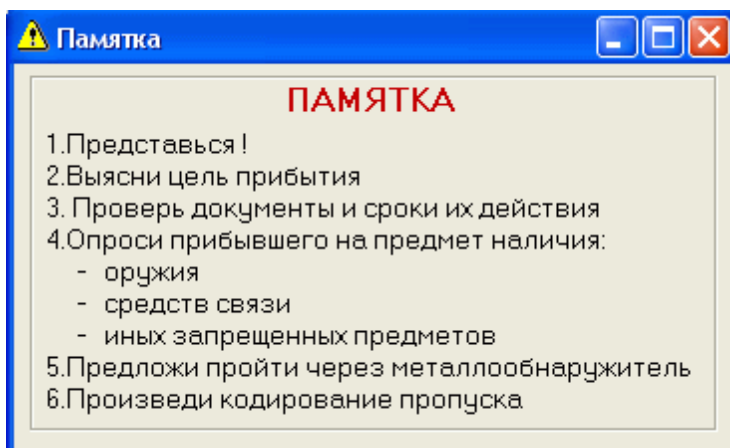 Памятка
ПАМЯТКА
1.Представься !
2.Выясни цель прибытия
3. Проверь документы и сроки их действия
4.Опроси прибывшего на предмет наличия:
- оружия
- средств связи
- иных запрещенных предметов
5.Предложи пройти через металлообнаружитель
6.Произведи кодирование пропуска